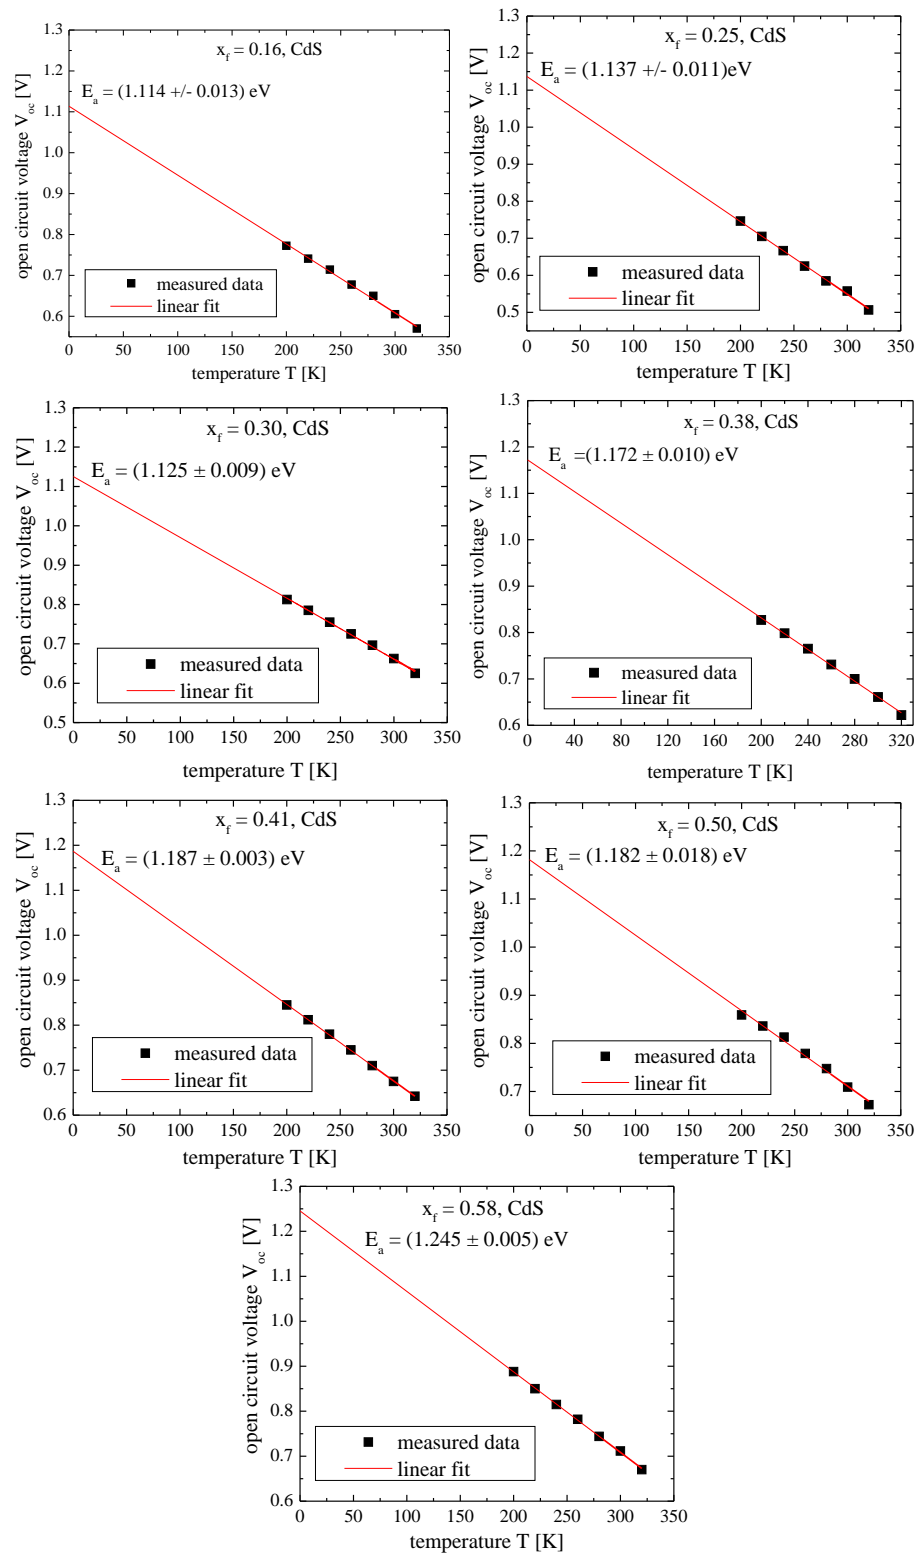 x_f = 0.16, CdS
E_a = (1.114 +/- 0.013) eV
open circuit voltage V_oc [V]
1.3
1.2
1.1
1.0
0.9
0.8
0.7
0.6
measured data
linear fit
0 50 100 150 200 250 300 350
temperature T [K]
x_f = 0.25, CdS
E_a = (1.137 +/- 0.011)eV
open circuit voltage V_oc [V]
1.3
1.2
1.1
1.0
0.9
0.8
0.7
0.6
0.5
measured data
linear fit
0 50 100 150 200 250 300 350
temperature T [K]
x_f = 0.30, CdS
E_a = (1.125 ± 0.009) eV
open circuit voltage V_oc [V]
1.3
1.2
1.1
1.0
0.9
0.8
0.7
0.6
0.5
measured data
linear fit
0 50 100 150 200 250 300 350
temperature T [K]
x_f = 0.38, CdS
E_a =(1.172 ± 0.010) eV
open circuit voltage V_oc [V]
1.3
1.2
1.1
1.0
0.9
0.8
0.7
0.6
measured data
linear fit
0 40 80 120 160 200 240 280 320
temperature T [K]
x_f = 0.41, CdS
E_a = (1.187 ± 0.003) eV
open circuit voltage V_oc [V]
1.3
1.2
1.1
1.0
0.9
0.8
0.7
0.6
measured data
linear fit
0 50 100 150 200 250 300 350
temperature T [K]
x_f = 0.50, CdS
E_a = (1.182 ± 0.018) eV
open circuit voltage V_oc [V]
1.3
1.2
1.1
1.0
0.9
0.8
0.7
measured data
linear fit
0 50 100 150 200 250 300 350
temperature T [K]
x_f = 0.58, CdS
E_a = (1.245 ± 0.005) eV
open circuit voltage V_oc [V]
1.3
1.2
1.1
1.0
0.9
0.8
0.7
0.6
measured data
linear fit
0 50 100 150 200 250 300 350
temperature T [K]